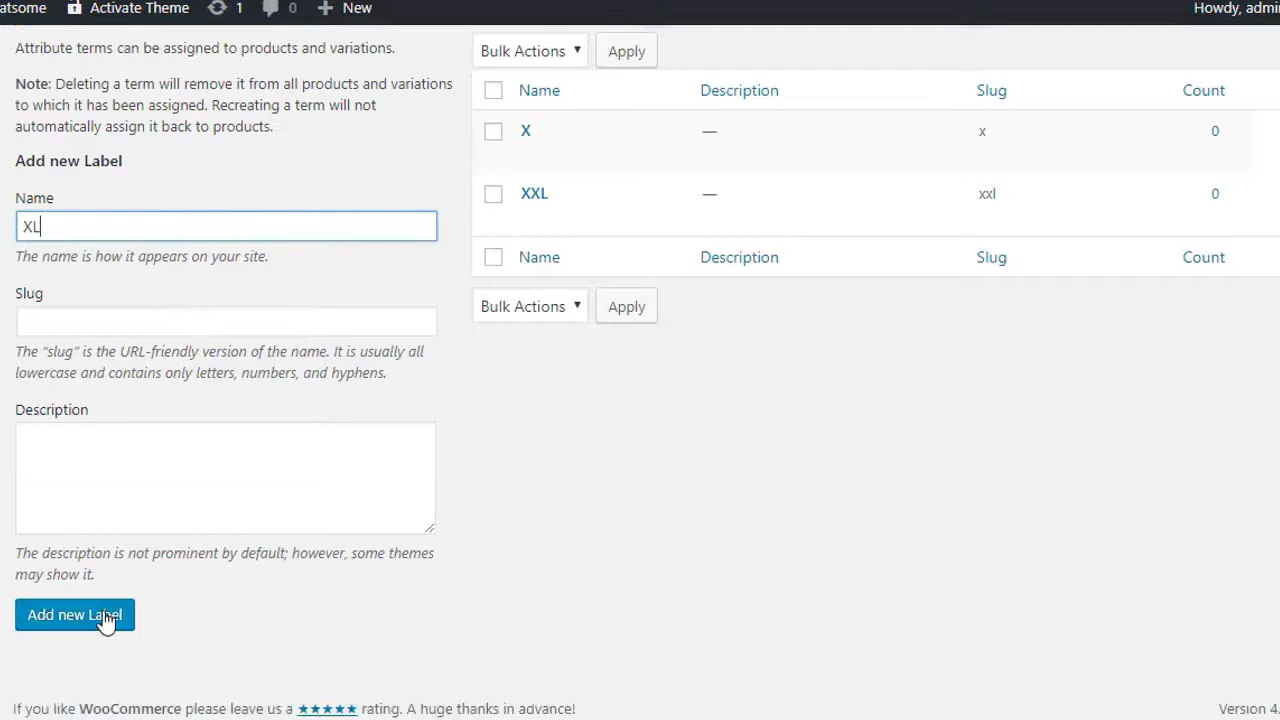 atsome Activate Theme 1 0 New Howdy, admi
Attribute terms can be assigned to products and variations.
Note: Deleting a term will remove it from all products and variations
to which it has been assigned. Recreating a term will not
automatically assign it back to products.
Add new Label
Name
XL
The name is how it appears on your site.
Slug
The “slug” is the URL-friendly version of the name. It is usually all
lowercase and contains only letters, numbers, and hyphens.
Description
The description is not prominent by default; however, some themes
may show it.
Add new Label
Bulk Actions Apply
Name Description Slug Count
X — x 0
XXL — xxl 0
Name Description Slug Count
Bulk Actions Apply
If you like WooCommerce please leave us a ★★★★★ rating. A huge thanks in advance! Version 4.